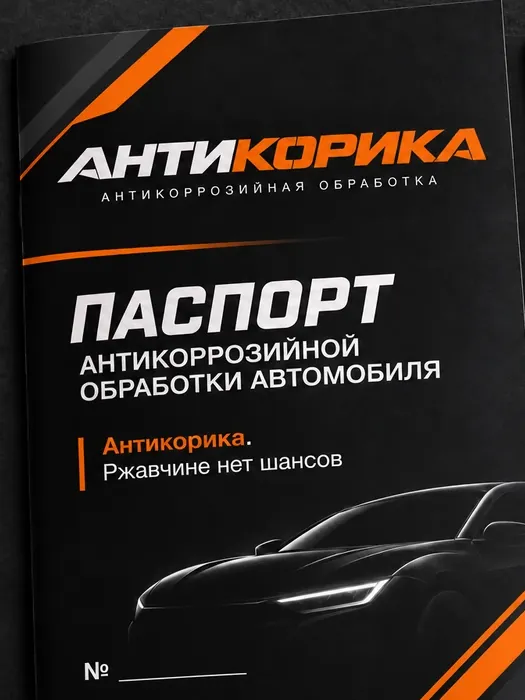 АНТИКОРИКА
АНТИКОРРОЗИЙНАЯ ОБРАБОТКА
ПАСПОРТ
АНТИКОРРОЗИЙНОЙ
ОБРАБОТКИ АВТОМОБИЛЯ
Антикорика.
Ржавчине нет шансов
№